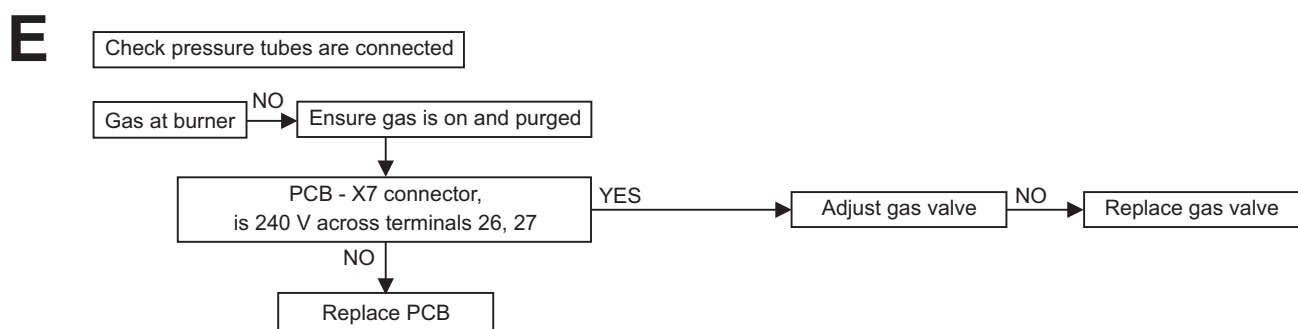 E
Check pressure tubes are connected
Gas at burner
NO
Ensure gas is on and purged
PCB - X7 connector,
is 240 V across terminals 26, 27
YES
Adjust gas valve
NO
Replace gas valve
NO
Replace PCB